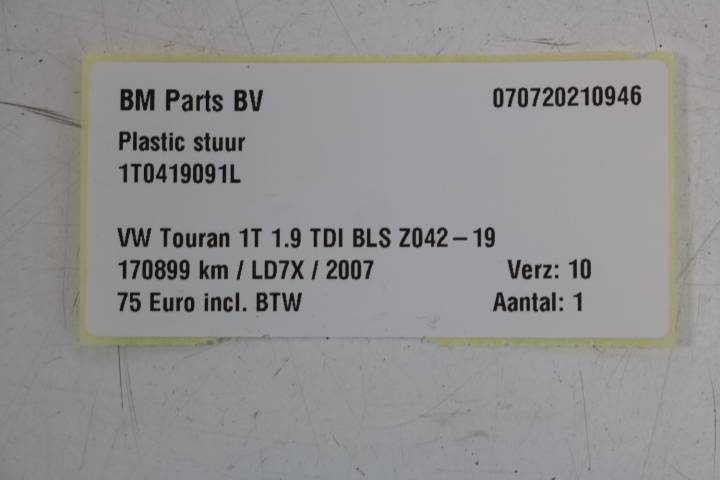 BM Parts BV 070720210946
Plastic stuur
1T0419091L
VW Touran 1T 1.9 TDI BLS Z042-19
170899 km / LD7X / 2007 Verz: 10
75 Euro incl. BTW Aantal: 1